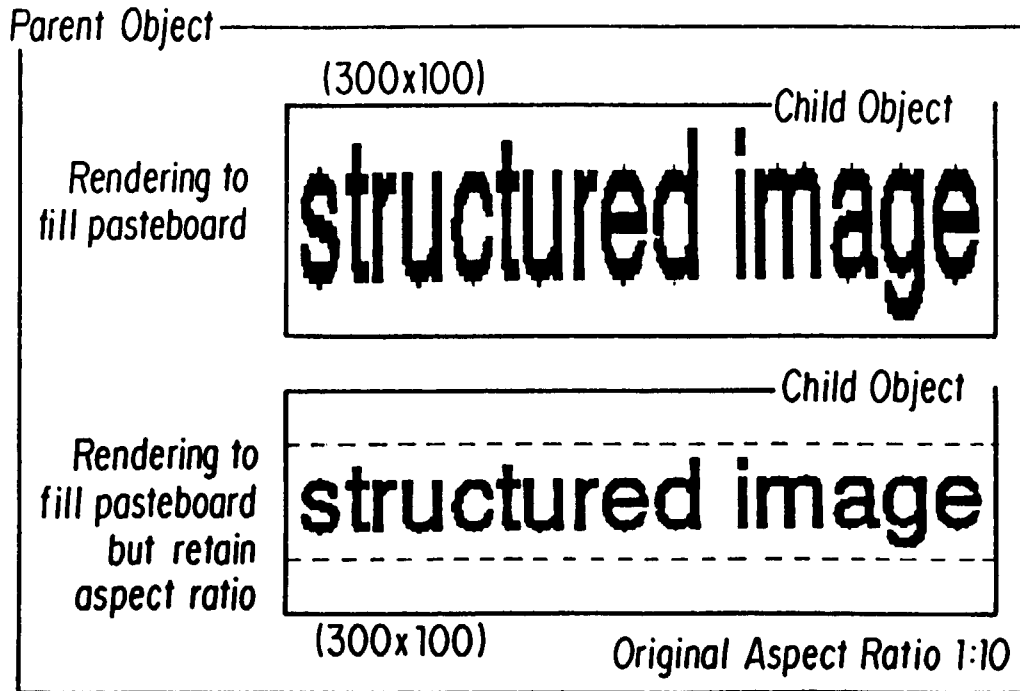 Parent Object
(300x100)
Child Object
Rendering to
fill pasteboard
structured image
Child Object
Rendering to
fill pasteboard
but retain
aspect ratio
structured image
(300x100)
Original Aspect Ratio 1:10